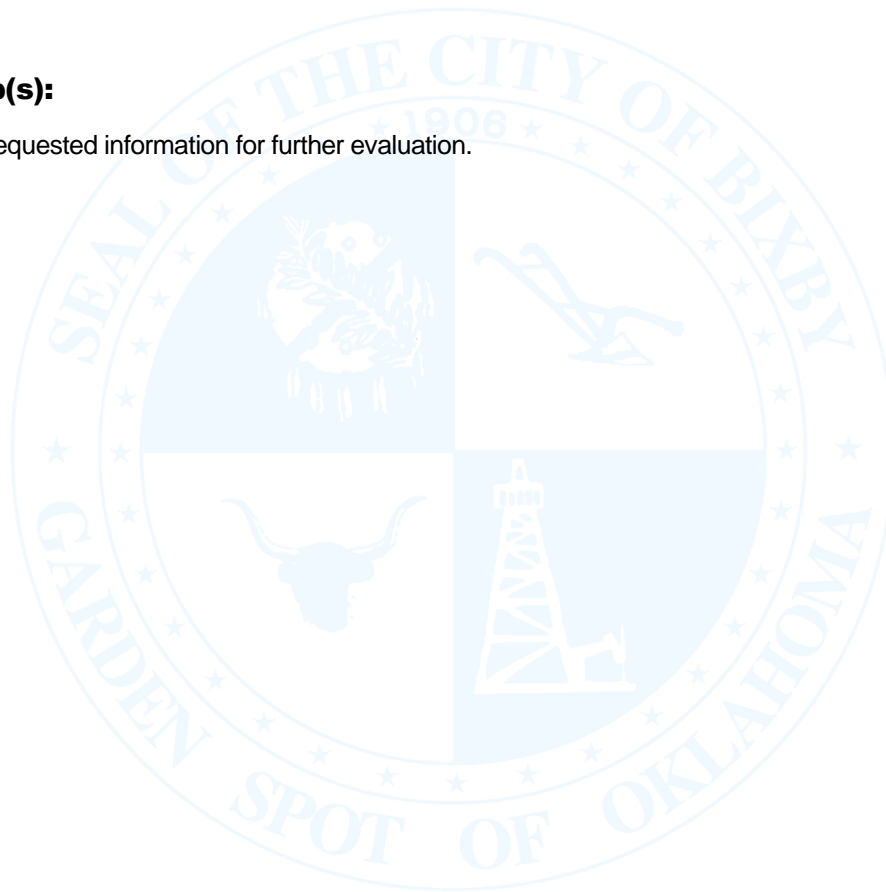 p(s):
equested information for further evaluation.
SEAL OF THE CITY OF BIXBY
★ 1906 ★
★ GARDEN SPOT OF OKLAHOMA ★